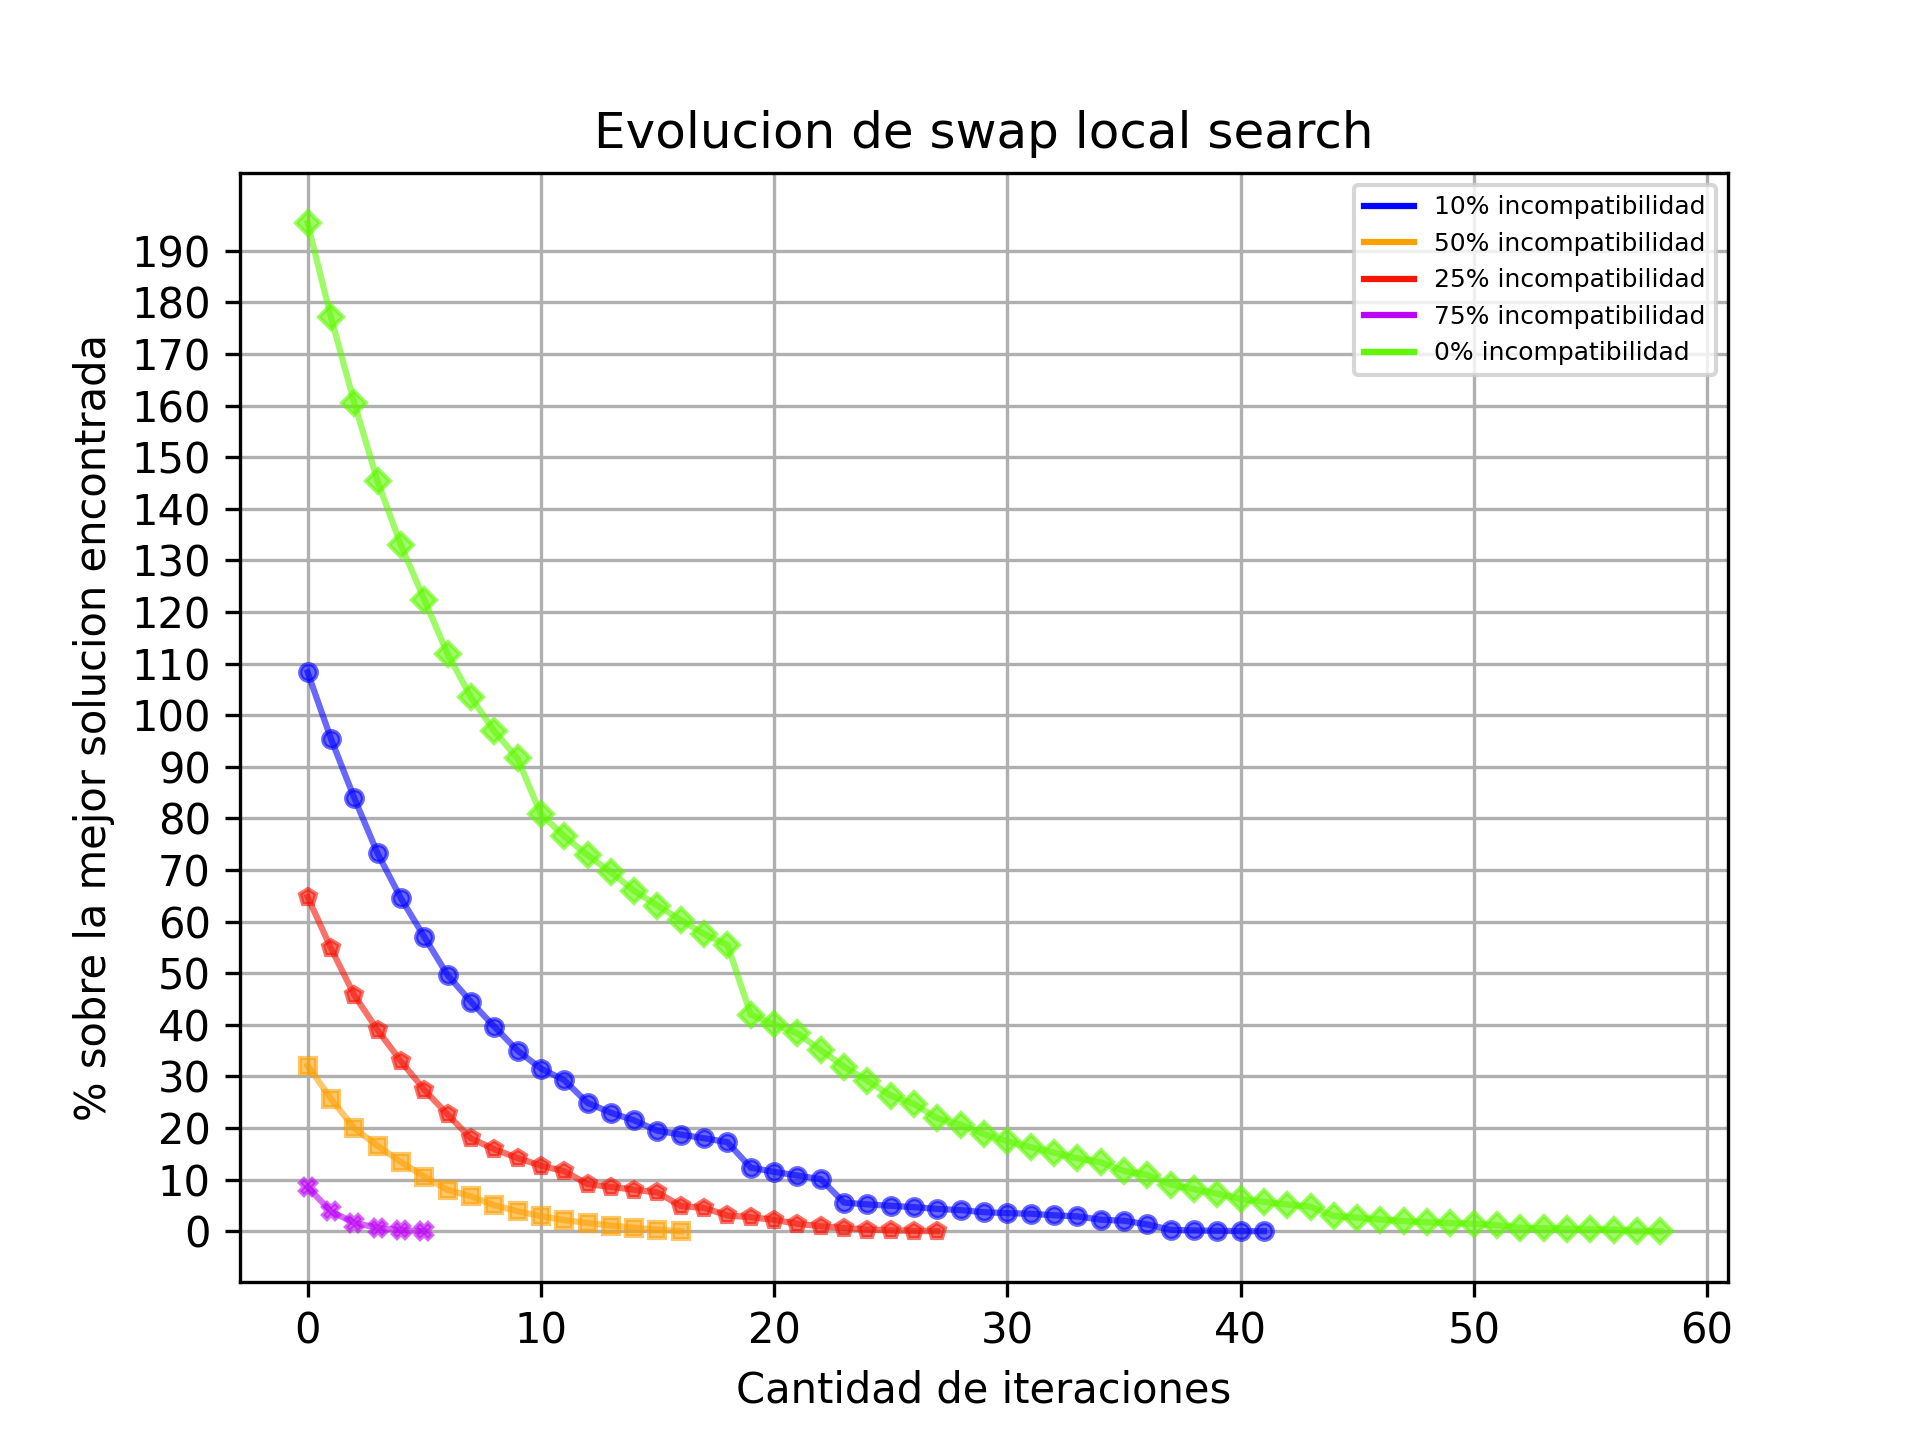 Evolucion de swap local search
10% incompatibilidad
50% incompatibilidad
25% incompatibilidad
75% incompatibilidad
0% incompatibilidad
% sobre la mejor solucion encontrada
190
180
170
160
150
140
130
120
110
100
90
80
70
60
50
40
30
20
10
0
0 10 20 30 40 50 60
Cantidad de iteraciones